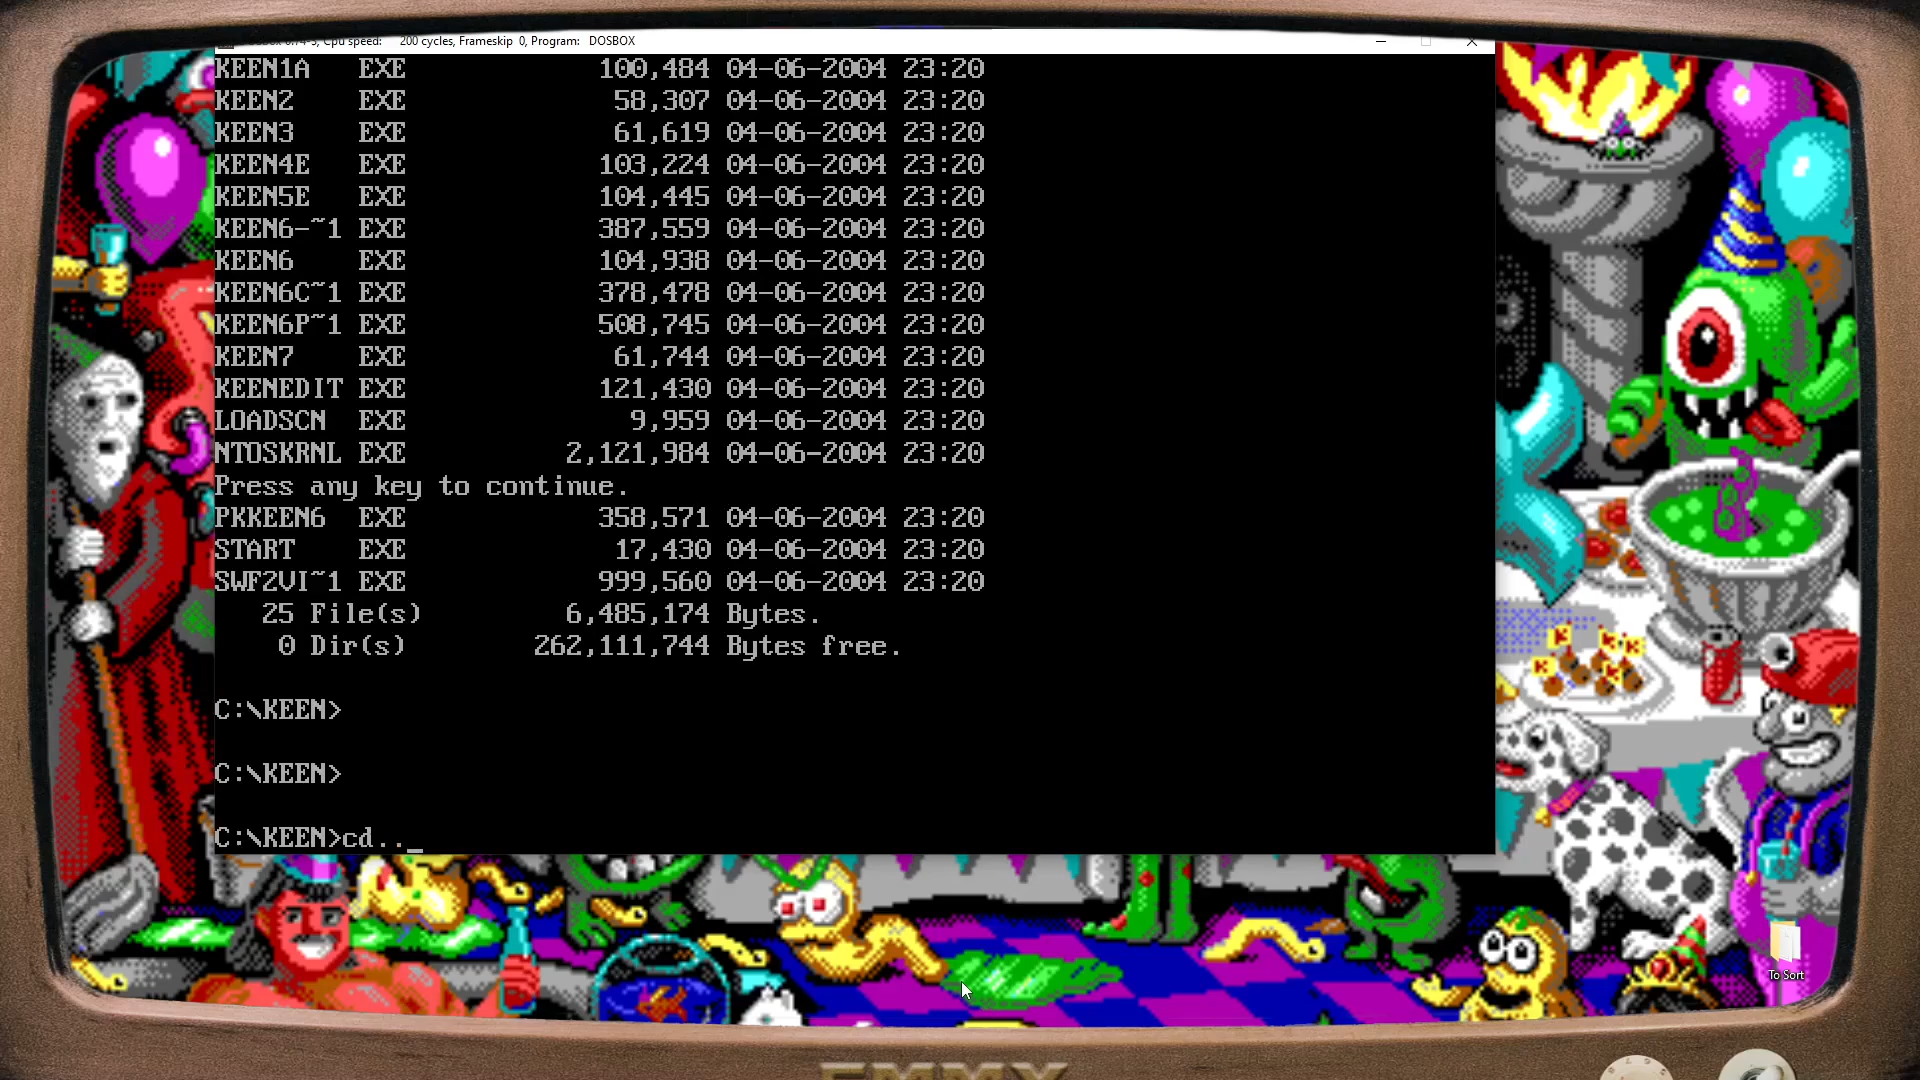 Cpu speed: 200 cycles, Frameskip 0, Program: DOSBOX
KEEN1A EXE 100,484 04-06-2004 23:20
KEEN2 EXE 58,307 04-06-2004 23:20
KEEN3 EXE 61,619 04-06-2004 23:20
KEEN4E EXE 103,224 04-06-2004 23:20
KEEN5E EXE 104,445 04-06-2004 23:20
KEEN6-~1 EXE 387,559 04-06-2004 23:20
KEEN6 EXE 104,938 04-06-2004 23:20
KEEN6C~1 EXE 378,478 04-06-2004 23:20
KEEN6P~1 EXE 508,745 04-06-2004 23:20
KEEN7 EXE 61,744 04-06-2004 23:20
KEENEDIT EXE 121,430 04-06-2004 23:20
LOADSCN EXE 9,959 04-06-2004 23:20
NTOSKRNL EXE 2,121,984 04-06-2004 23:20
Press any key to continue.
PKKEEN6 EXE 358,571 04-06-2004 23:20
START EXE 17,430 04-06-2004 23:20
SWF2VI~1 EXE 999,560 04-06-2004 23:20
25 File(s) 6,485,174 Bytes.
0 Dir(s) 262,111,744 Bytes free.
C:\KEEN>
C:\KEEN>
C:\KEEN>cd.._
To Sort